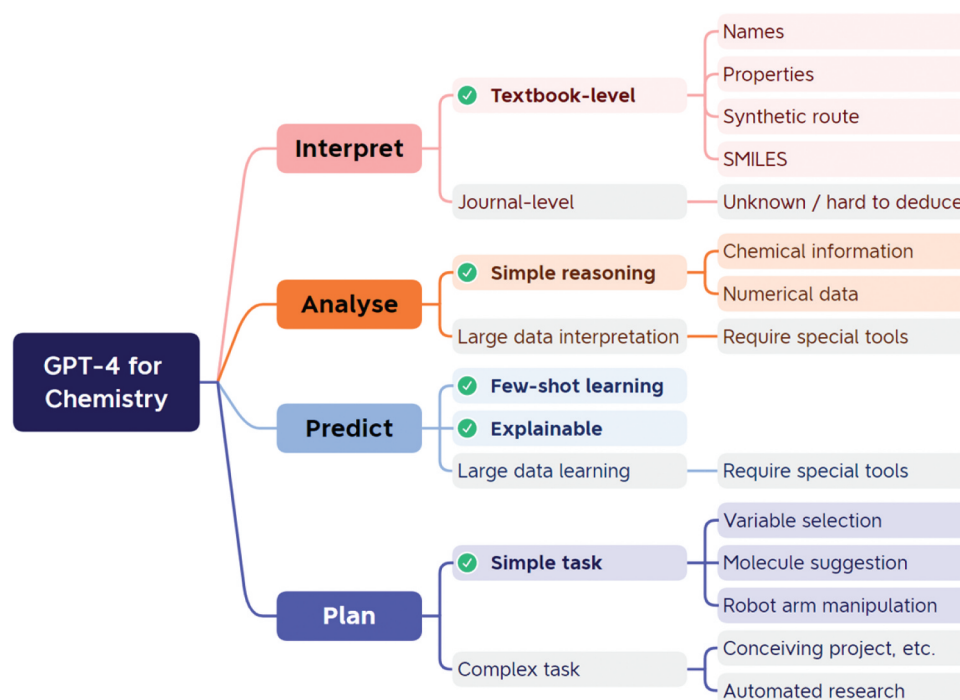 GPT-4 for
Chemistry
Interpret
Textbook-level
Names
Properties
Synthetic route
SMILES
Journal-level
Unknown / hard to deduce
Analyse
Simple reasoning
Chemical information
Numerical data
Large data interpretation
Require special tools
Predict
Few-shot learning
Explainable
Large data learning
Require special tools
Plan
Simple task
Variable selection
Molecule suggestion
Robot arm manipulation
Complex task
Conceiving project, etc.
Automated research